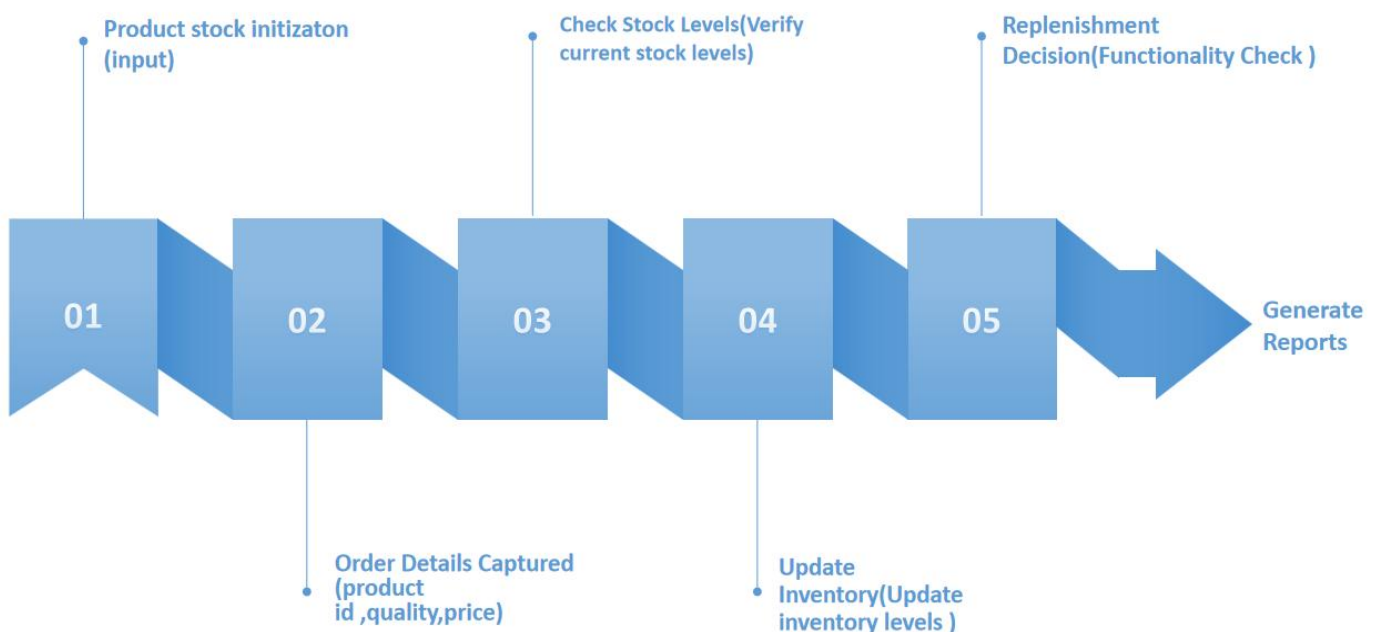 Product stock initizaton
(input)
Check Stock Levels(Verify
current stock levels)
Replenishment
Decision(Functionality Check )
01
02
03
04
05
Generate
Reports
Order Details Captured
(product
id ,quality,price)
Update
Inventory(Update
inventory levels )